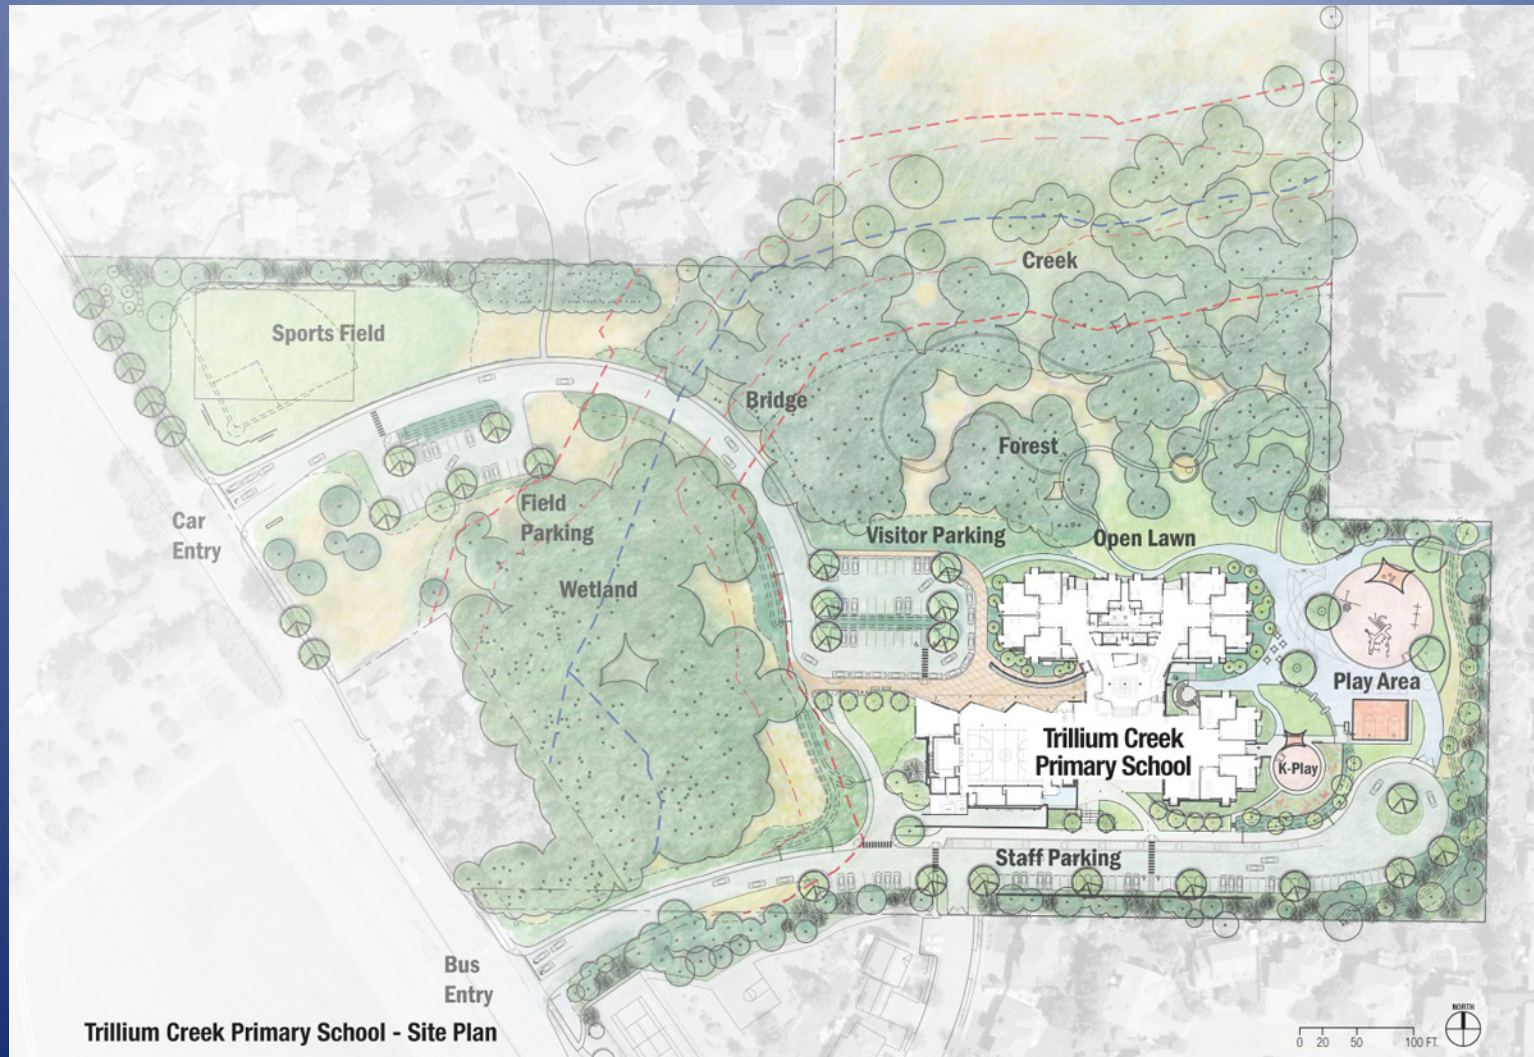 Creek
Sports Field
Bridge
Forest
Field
Parking
Car
Entry
Visitor Parking
Open Lawn
Wetland
Play Area
Trillium Creek
Primary School
K-Play
Staff Parking
Bus
Entry
Trillium Creek Primary School - Site Plan
NORTH
0 20 50 100 FT.